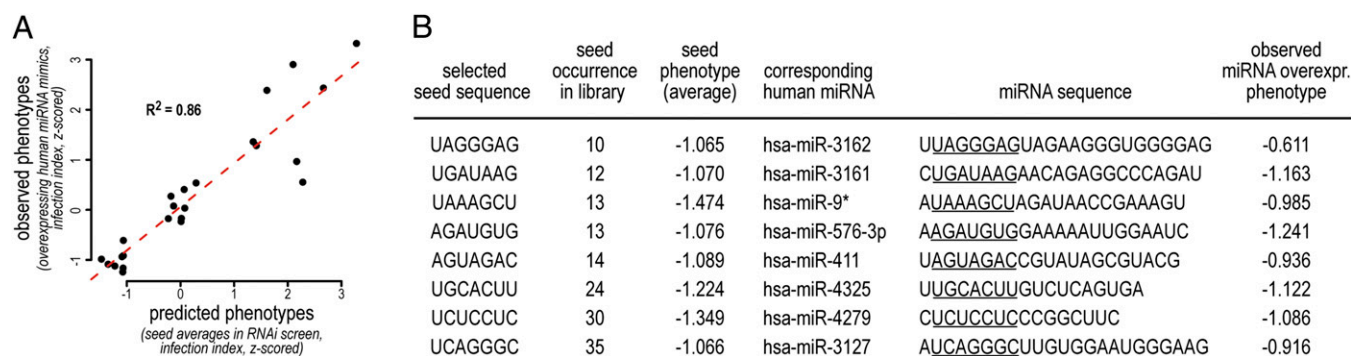 A
observed phenotypes
(overexpressing human miRNA mimics,
infection index, z-scored)
3
2
1
0
-1
R² = 0.86
-1 0 1 2 3
predicted phenotypes
(seed averages in RNAi screen,
infection index, z-scored)
B
selected seed sequence | seed occurrence in library | seed phenotype (average) | corresponding human miRNA | miRNA sequence | observed miRNA overexpr. phenotype
UAGGGAG 10 -1.065 hsa-miR-3162 UUAGGGAGUAGAAGGGUGGGGAG -0.611
UGAUAAG 12 -1.070 hsa-miR-3161 CUGAUAAGAACAGAGGCCCAGAU -1.163
UAAAGCU 13 -1.474 hsa-miR-9* AUAAAGCUAGAUAACCGAAAGU -0.985
AGAUGUG 13 -1.076 hsa-miR-576-3p AAGAUGUGGAAAAAUUGGAAUC -1.241
AGUAGAC 14 -1.089 hsa-miR-411 UAGUAGACCGUAUAGCGUACG -0.936
UGCACUU 24 -1.224 hsa-miR-4325 UUGCACUUGUCUCAGUGA -1.122
UCUCCUC 30 -1.349 hsa-miR-4279 CUCUCCUCCCGGCUUC -1.086
UCAGGGC 35 -1.066 hsa-miR-3127 AUCAGGGCUUGUGGAAUGGGAAG -0.916